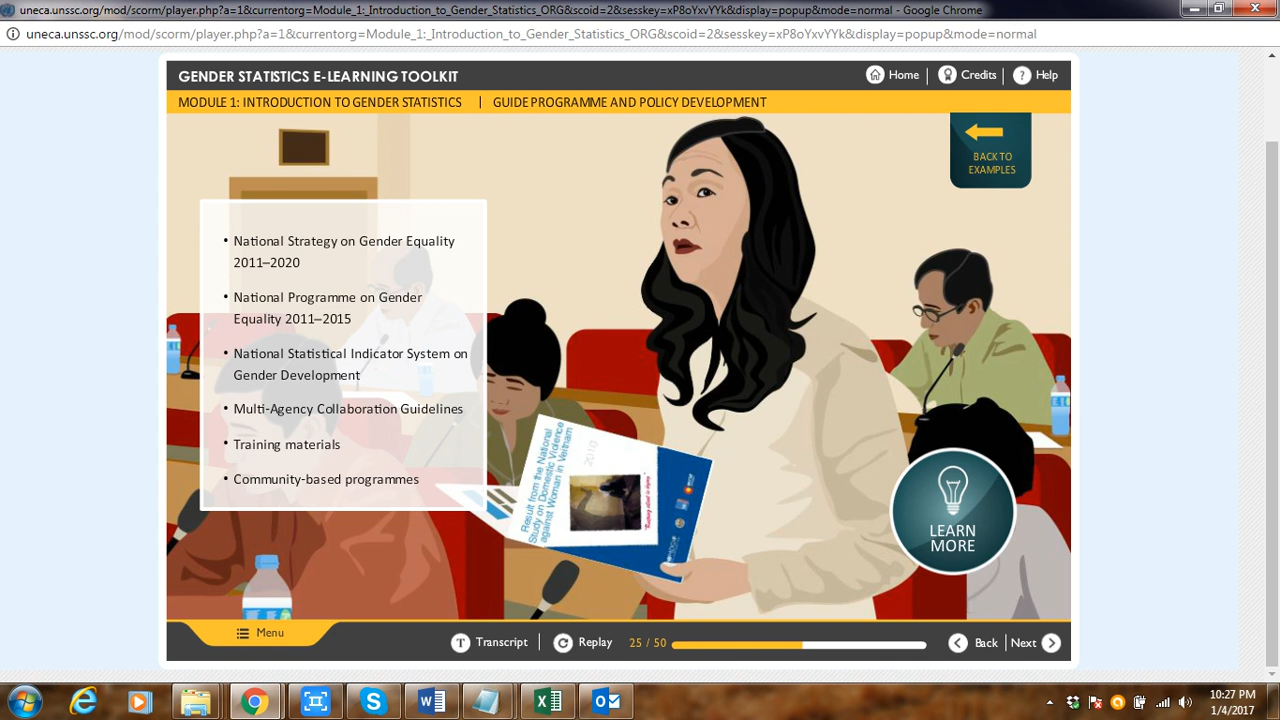 uneca.unssc.org/mod/scorm/player.php?a=1&currentorg=Module_1:_Introduction_to_Gender_Statistics_ORG&scoid=2&sesskey=xP8oYxvYYk&display=popup&mode=normal - Google Chrome
uneca.unssc.org/mod/scorm/player.php?a=1&currentorg=Module_1:_Introduction_to_Gender_Statistics_ORG&scoid=2&sesskey=xP8oYxvYYk&display=popup&mode=normal
GENDER STATISTICS E-LEARNING TOOLKIT
Home
Credits
? Help
MODULE 1: INTRODUCTION TO GENDER STATISTICS | GUIDE PROGRAMME AND POLICY DEVELOPMENT
BACK TO
EXAMPLES
• National Strategy on Gender Equality
2011–2020
• National Programme on Gender
Equality 2011–2015
• National Statistical Indicator System on
Gender Development
• Multi-Agency Collaboration Guidelines
• Training materials
• Community-based programmes
Result from the National
Study on Domestic Violence
against Woman in Veitnam
2010
LEARN
MORE
Menu
T Transcript
Replay
25 / 50
Back
Next
10:27 PM
1/4/2017